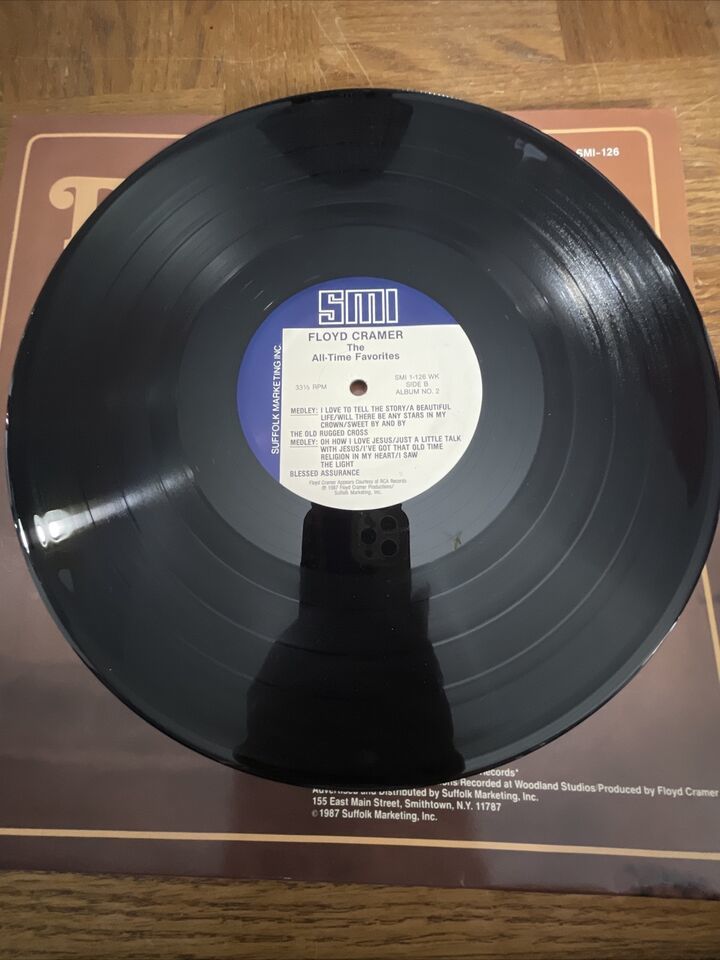 SMI-126
SMI
SUFFOLK MARKETING INC.
FLOYD CRAMER
The
All-Time Favorites
33⅓ RPM
SMI 1-126 WK
SIDE B
ALBUM NO. 2
MEDLEY: I LOVE TO TELL THE STORY/A BEAUTIFUL
LIFE/WILL THERE BE ANY STARS IN MY
CROWN/SWEET BY AND BY
THE OLD RUGGED CROSS
MEDLEY: OH HOW I LOVE JESUS/JUST A LITTLE TALK
WITH JESUS/I'VE GOT THAT OLD TIME
RELIGION IN MY HEART/I SAW
THE LIGHT
BLESSED ASSURANCE
Floyd Cramer Appears Courtesy of RCA Records
℗ 1987 Floyd Cramer Productions/
Suffolk Marketing, Inc.
Records*
Recorded at Woodland Studios/Produced by Floyd Cramer
Advertised and Distributed by Suffolk Marketing, Inc.
155 East Main Street, Smithtown, N.Y. 11787
©1987 Suffolk Marketing, Inc.